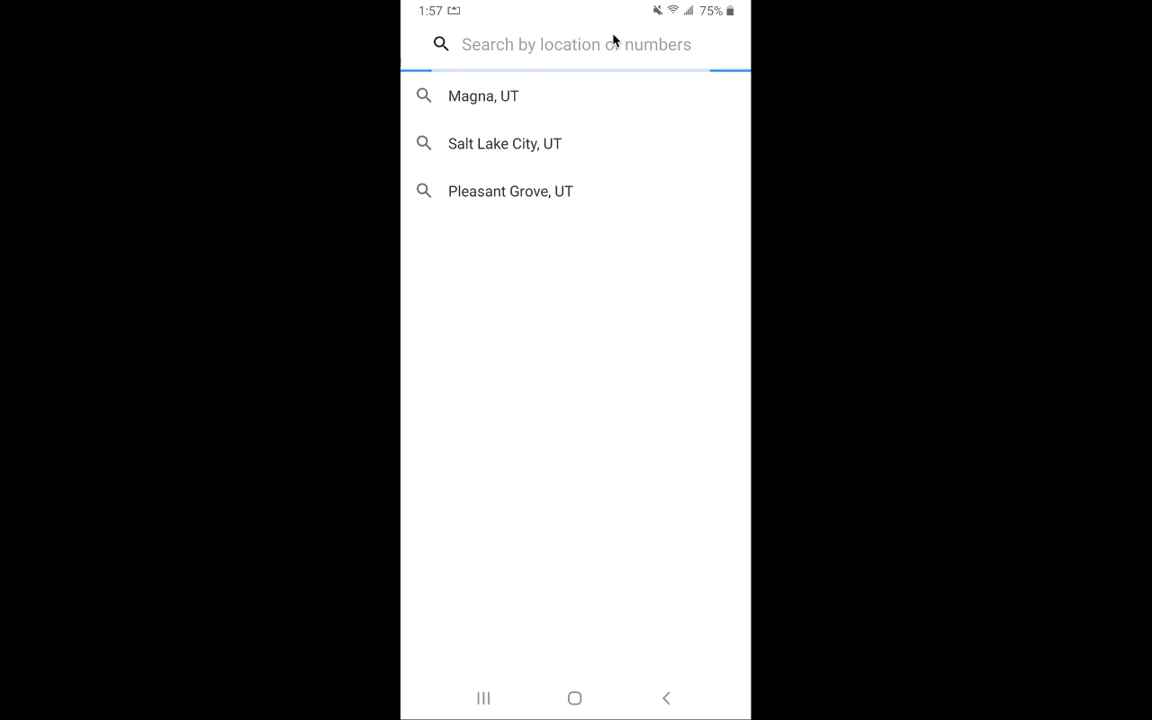 1:57
75%
Search by location or numbers
Magna, UT
Salt Lake City, UT
Pleasant Grove, UT